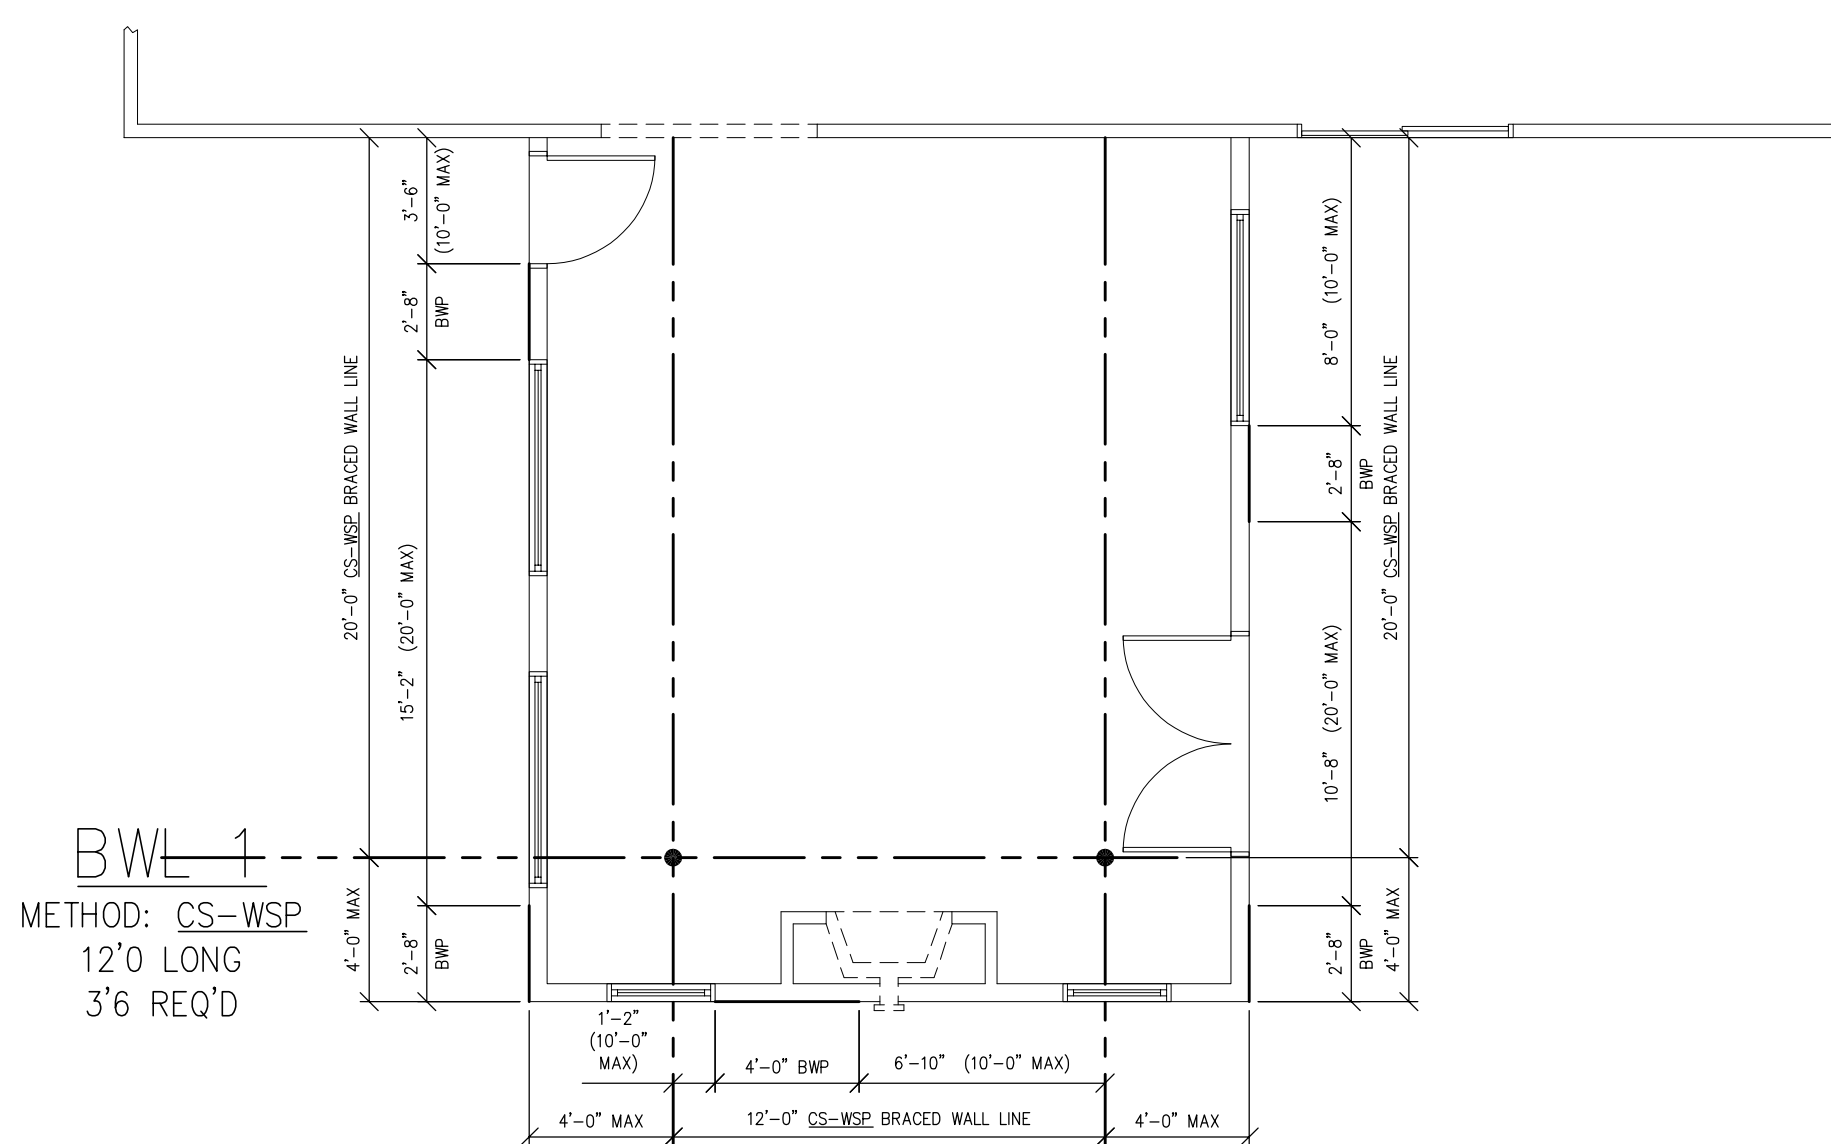 3'-6"
(10'-0" MAX)
2'-8"
BWP
20'-0" CS-WSP BRACED WALL LINE
15'-2" (20'-0" MAX)
4'-0" MAX
2'-8"
BWP
8'-0" (10'-0" MAX)
2'-8"
BWP
20'-0" CS-WSP BRACED WALL LINE
10'-8" (20'-0" MAX)
2'-8"
BWP
4'-0" MAX
BWL 1
METHOD: CS-WSP
12'0 LONG
3'6 REQ'D
1'-2"
(10'-0"
MAX)
4'-0" BWP
6'-10" (10'-0" MAX)
4'-0" MAX
12'-0" CS-WSP BRACED WALL LINE
4'-0" MAX